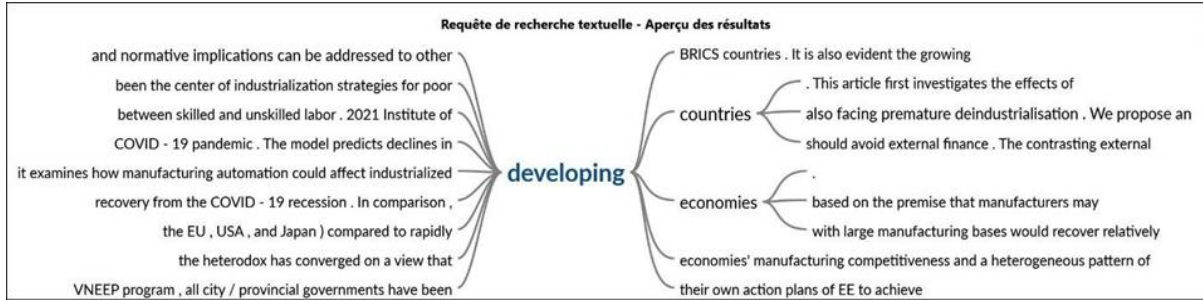 Requête de recherche textuelle - Aperçu des résultats
and normative implications can be addressed to other
been the center of industrialization strategies for poor
between skilled and unskilled labor . 2021 Institute of
COVID - 19 pandemic . The model predicts declines in
it examines how manufacturing automation could affect industrialized
recovery from the COVID - 19 recession . In comparison ,
the EU , USA , and Japan ) compared to rapidly
the heterodox has converged on a view that
VNEEP program , all city / provincial governments have been
developing
BRICS countries . It is also evident the growing
countries
. This article first investigates the effects of
also facing premature deindustrialisation . We propose an
should avoid external finance . The contrasting external
economies
.
based on the premise that manufacturers may
with large manufacturing bases would recover relatively
economies' manufacturing competitiveness and a heterogeneous pattern of
their own action plans of EE to achieve